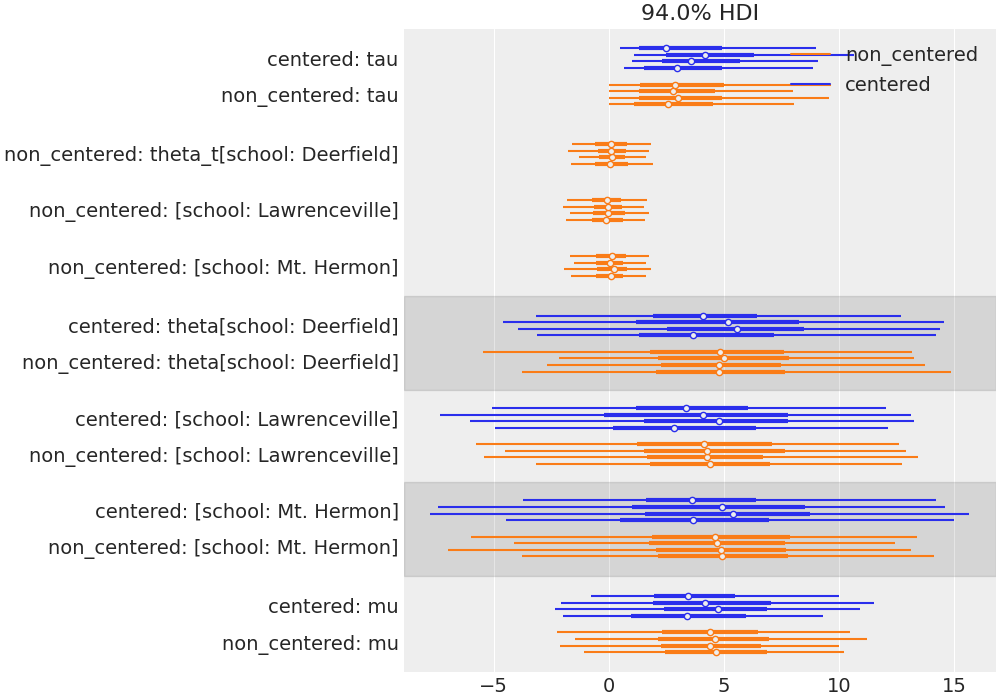 94.0% HDI
centered: tau
non_centered: tau
non_centered: theta_t[school: Deerfield]
non_centered: [school: Lawrenceville]
non_centered: [school: Mt. Hermon]
centered: theta[school: Deerfield]
non_centered: theta[school: Deerfield]
centered: [school: Lawrenceville]
non_centered: [school: Lawrenceville]
centered: [school: Mt. Hermon]
non_centered: [school: Mt. Hermon]
centered: mu
non_centered: mu
non_centered
centered
−5 0 5 10 15